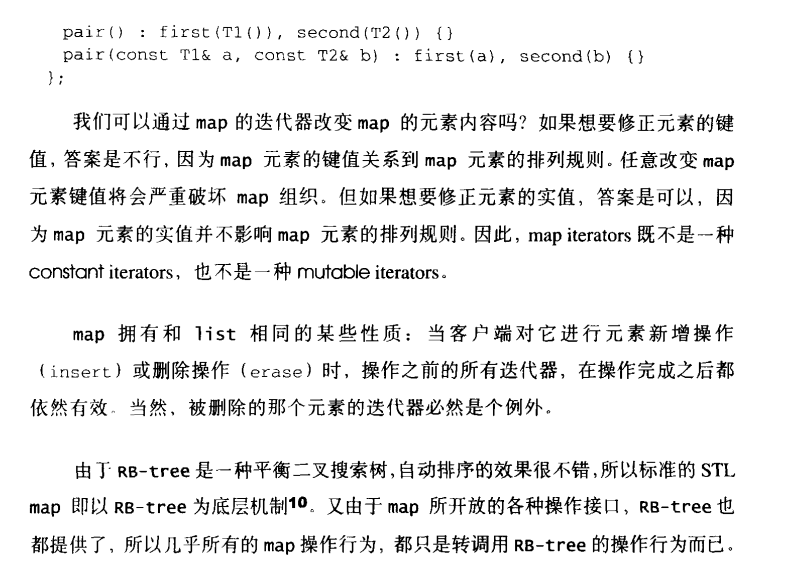 pair() : first(T1()), second(T2()) {}
pair(const T1& a, const T2& b) : first(a), second(b) {}
};
我们可以通过 map 的迭代器改变 map 的元素内容吗？如果想要修正元素的键
值，答案是不行，因为 map 元素的键值关系到 map 元素的排列规则。任意改变 map
元素键值将会严重破坏 map 组织。但如果想要修正元素的实值，答案是可以，因
为 map 元素的实值并不影响 map 元素的排列规则。因此，map iterators 既不是一种
constant iterators，也不是一种 mutable iterators。
map 拥有和 list 相同的某些性质：当客户端对它进行元素新增操作
（insert）或删除操作（erase）时，操作之前的所有迭代器，在操作完成之后都
依然有效。当然，被删除的那个元素的迭代器必然是个例外。
由于 RB-tree 是一种平衡二叉搜索树，自动排序的效果很不错，所以标准的 STL
map 即以 RB-tree 为底层机制10。又由于 map 所开放的各种操作接口，RB-tree 也
都提供了，所以几乎所有的 map 操作行为，都只是转调用 RB-tree 的操作行为而已。